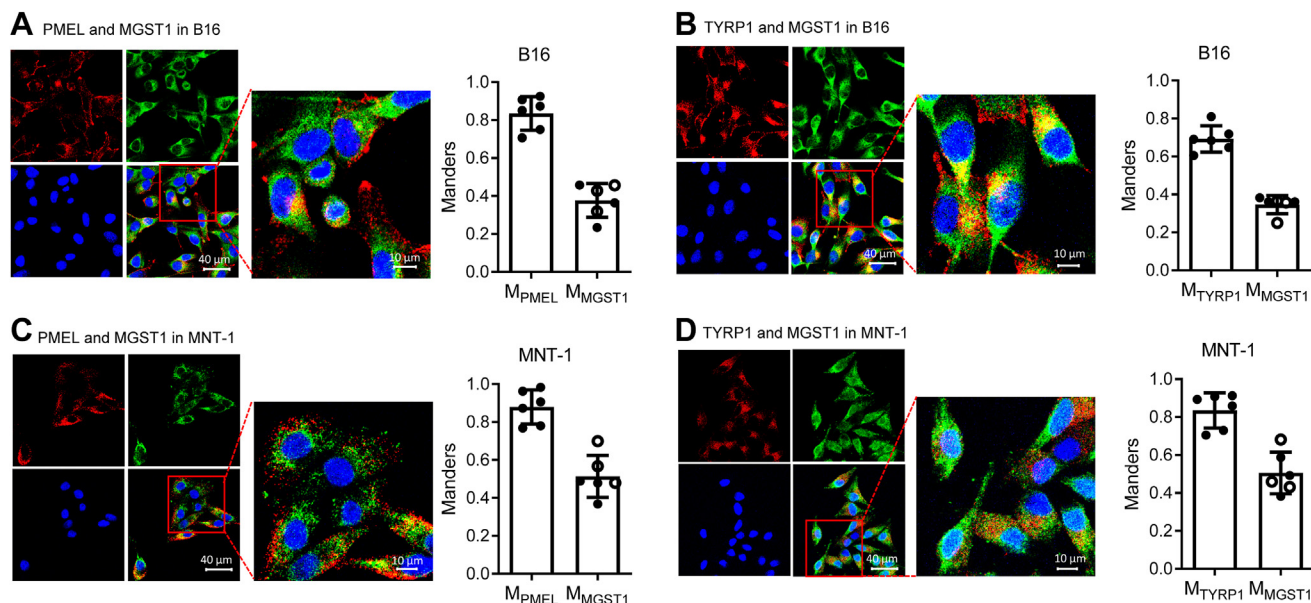 A PMEL and MGST1 in B16
40 µm
10 µm
B16
Manders
1.0
0.8
0.6
0.4
0.2
0.0
MPMEL MMGST1
B TYRP1 and MGST1 in B16
40 µm
10 µm
B16
Manders
1.0
0.8
0.6
0.4
0.2
0.0
MTYRP1 MMGST1
C PMEL and MGST1 in MNT-1
40 µm
10 µm
MNT-1
Manders
1.0
0.8
0.6
0.4
0.2
0.0
MPMEL MMGST1
D TYRP1 and MGST1 in MNT-1
40 µm
10 µm
MNT-1
Manders
1.0
0.8
0.6
0.4
0.2
0.0
MTYRP1 MMGST1